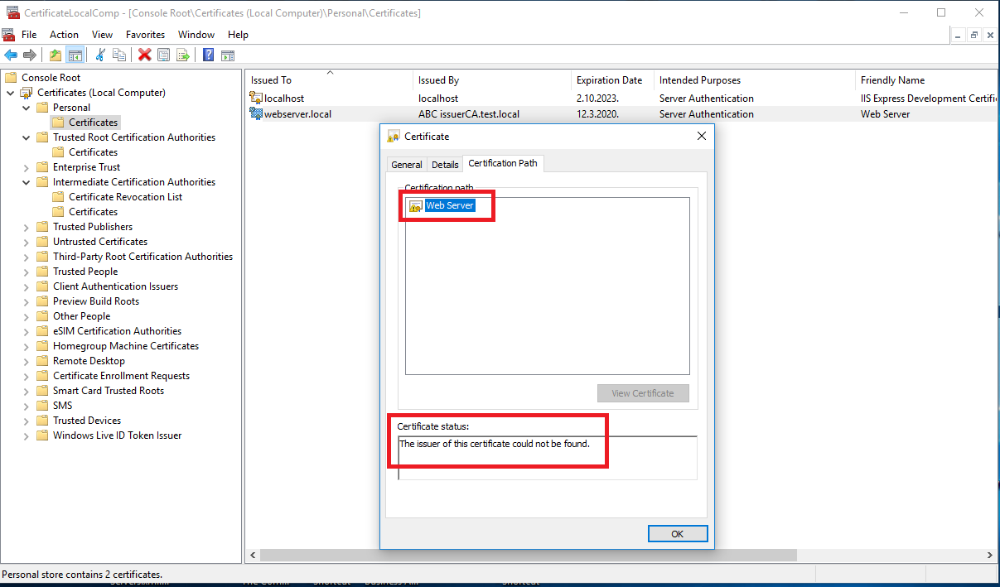 CertificateLocalComp - [Console Root\Certificates (Local Computer)\Personal\Certificates]
File Action View Favorites Window Help
Console Root
Certificates (Local Computer)
Personal
Certificates
Trusted Root Certification Authorities
Certificates
Enterprise Trust
Intermediate Certification Authorities
Certificate Revocation List
Certificates
Trusted Publishers
Untrusted Certificates
Third-Party Root Certification Authorities
Trusted People
Client Authentication Issuers
Preview Build Roots
Other People
eSIM Certification Authorities
Homegroup Machine Certificates
Remote Desktop
Certificate Enrollment Requests
Smart Card Trusted Roots
SMS
Trusted Devices
Windows Live ID Token Issuer
Issued To Issued By Expiration Date Intended Purposes Friendly Name
localhost localhost 2.10.2023. Server Authentication IIS Express Development Certifi
webserver.local ABC issuerCA.test.local 12.3.2020. Server Authentication Web Server
Certificate
General Details Certification Path
Certification path
Web Server
View Certificate
Certificate status:
The issuer of this certificate could not be found.
OK
Personal store contains 2 certificates.